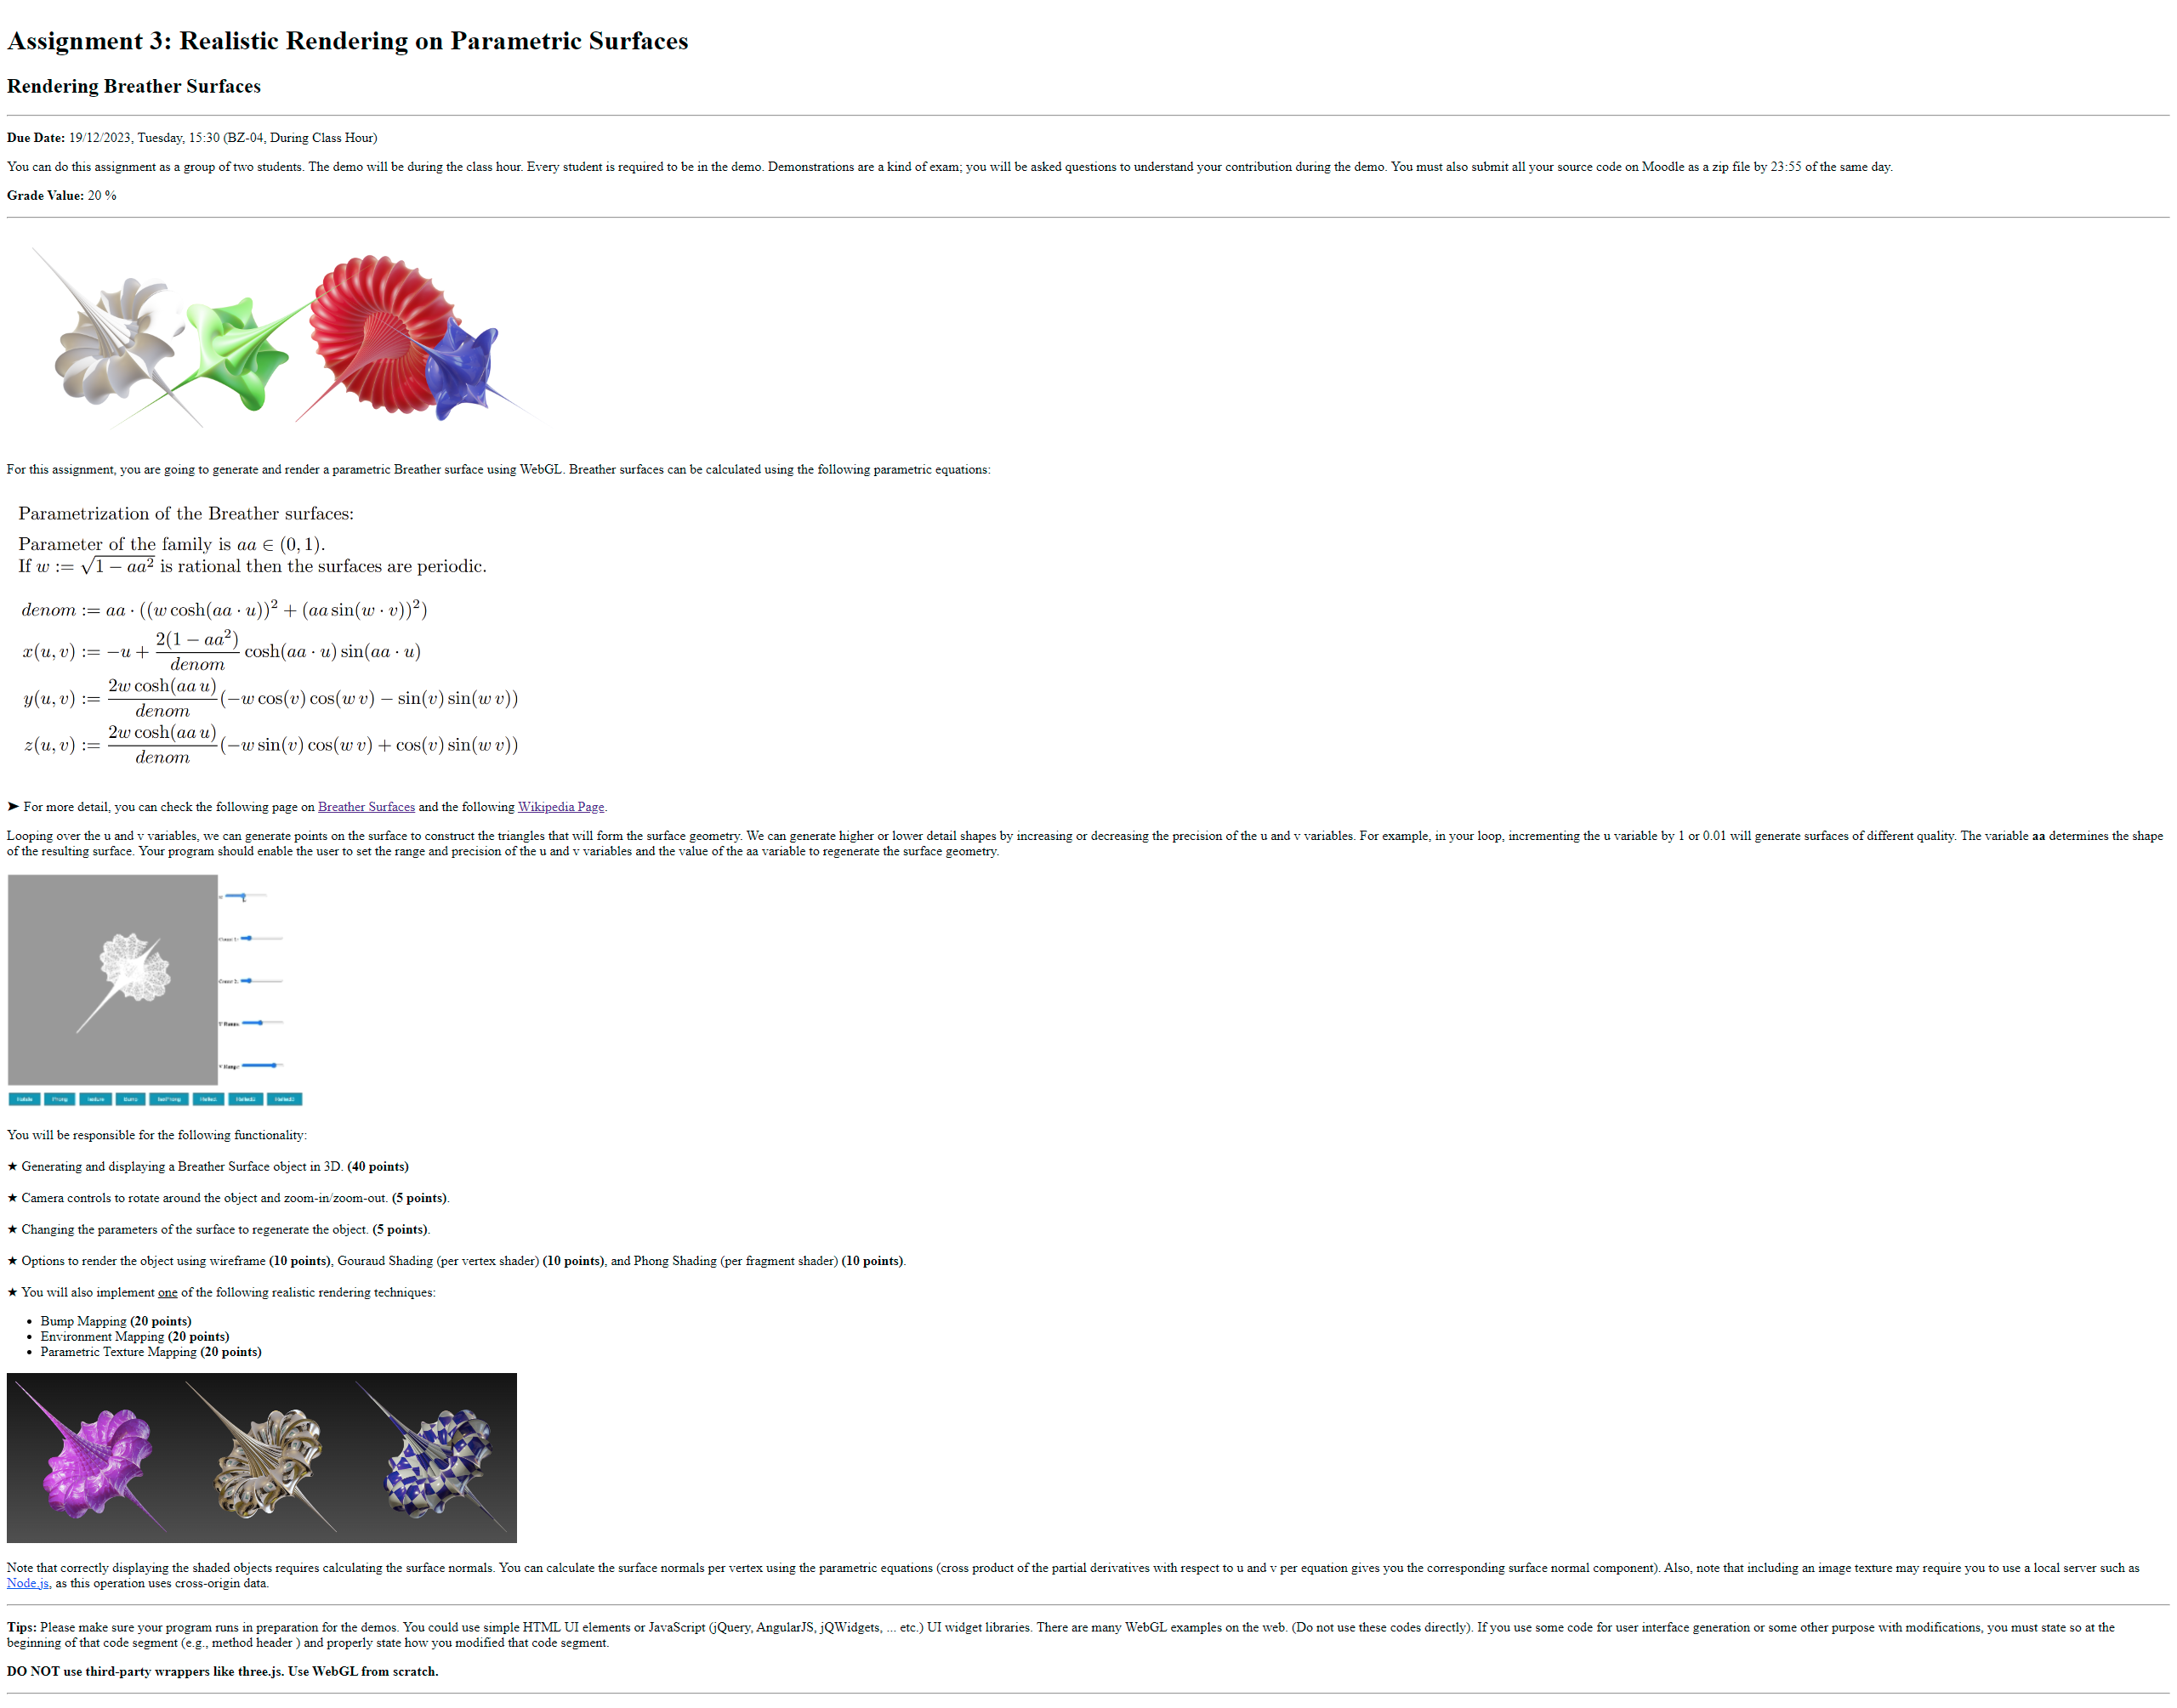 Assignment 3: Realistic Rendering on Parametric Surfaces
Rendering Breather Surfaces
Due Date: 19/12/2023, Tuesday, 15:30 (BZ-04, During Class Hour)
You can do this assignment as a group of two students. The demo will be during the class hour. Every student is required to be in the demo. Demonstrations are a kind of exam; you will be asked questions to understand your contribution during the demo. You must also submit all your source code on Moodle as a zip file by 23:55 of the same day.
Grade Value: 20 %
For this assignment, you are going to generate and render a parametric Breather surface using WebGL. Breather surfaces can be calculated using the following parametric equations:
Parametrization of the Breather surfaces:
Parameter of the family is aa ∈ (0, 1).
If w := √(1 − aa²) is rational then the surfaces are periodic.
denom := aa · ((w cosh(aa · u))² + (aa sin(w · v))²)
x(u, v) := −u + 2(1 − aa²)/denom cosh(aa · u) sin(aa · u)
y(u, v) := 2w cosh(aa u)/denom (−w cos(v) cos(w v) − sin(v) sin(w v))
z(u, v) := 2w cosh(aa u)/denom (−w sin(v) cos(w v) + cos(v) sin(w v))
➤ For more detail, you can check the following page on Breather Surfaces and the following Wikipedia Page.
Looping over the u and v variables, we can generate points on the surface to construct the triangles that will form the surface geometry. We can generate higher or lower detail shapes by increasing or decreasing the precision of the u and v variables. For example, in your loop, incrementing the u variable by 1 or 0.01 will generate surfaces of different quality. The variable aa determines the shape
of the resulting surface. Your program should enable the user to set the range and precision of the u and v variables and the value of the aa variable to regenerate the surface geometry.
You will be responsible for the following functionality:
★ Generating and displaying a Breather Surface object in 3D. (40 points)
★ Camera controls to rotate around the object and zoom-in/zoom-out. (5 points).
★ Changing the parameters of the surface to regenerate the object. (5 points).
★ Options to render the object using wireframe (10 points), Gouraud Shading (per vertex shader) (10 points), and Phong Shading (per fragment shader) (10 points).
★ You will also implement one of the following realistic rendering techniques:
• Bump Mapping (20 points)
• Environment Mapping (20 points)
• Parametric Texture Mapping (20 points)
Note that correctly displaying the shaded objects requires calculating the surface normals. You can calculate the surface normals per vertex using the parametric equations (cross product of the partial derivatives with respect to u and v per equation gives you the corresponding surface normal component). Also, note that including an image texture may require you to use a local server such as
Node.js, as this operation uses cross-origin data.
Tips: Please make sure your program runs in preparation for the demos. You could use simple HTML UI elements or JavaScript (jQuery, AngularJS, jQWidgets, ... etc.) UI widget libraries. There are many WebGL examples on the web. (Do not use these codes directly). If you use some code for user interface generation or some other purpose with modifications, you must state so at the
beginning of that code segment (e.g., method header ) and properly state how you modified that code segment.
DO NOT use third-party wrappers like three.js. Use WebGL from scratch.